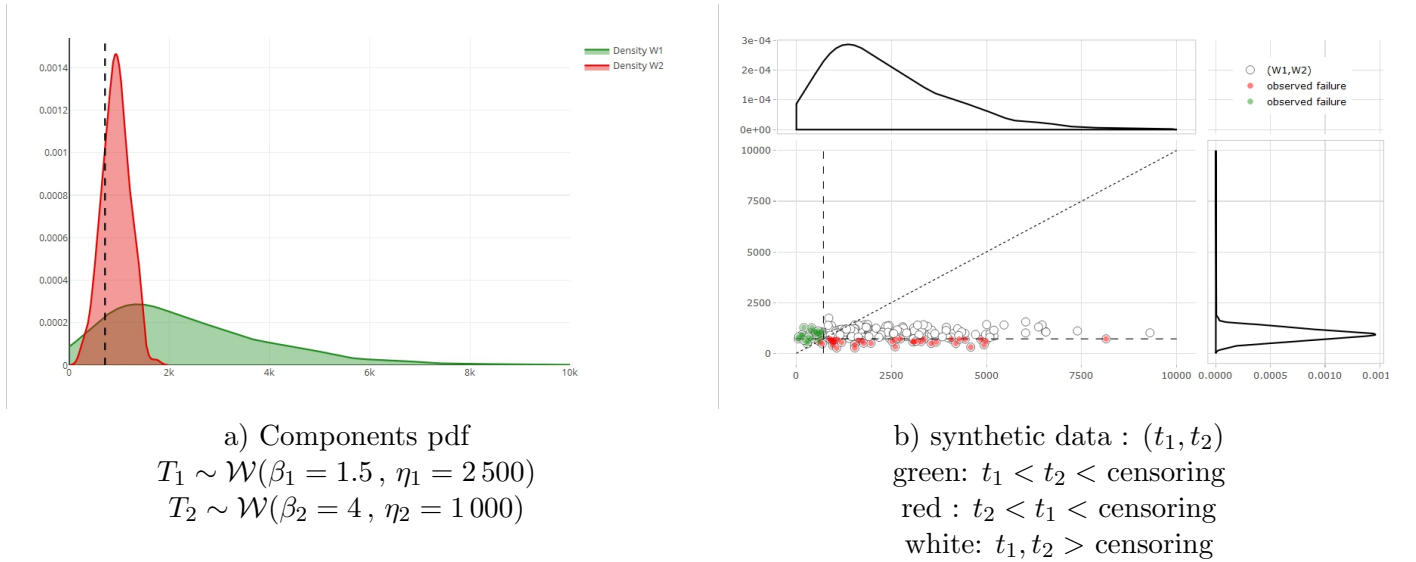 0.0014
0.0012
0.001
0.0008
0.0006
0.0004
0.0002
0
0 2k 4k 6k 8k 10k
Density W1
Density W2
3e-04
2e-04
1e-04
0e+00
(W1,W2)
observed failure
observed failure
10000
7500
5000
2500
0
0 2500 5000 7500 10000
0.0000 0.0005 0.0010 0.001
a) Components pdf
T₁ ∼ 𝒲(β₁ = 1.5 , η₁ = 2 500)
T₂ ∼ 𝒲(β₂ = 4 , η₂ = 1 000)
b) synthetic data : (t₁, t₂)
green: t₁ < t₂ < censoring
red : t₂ < t₁ < censoring
white: t₁, t₂ > censoring